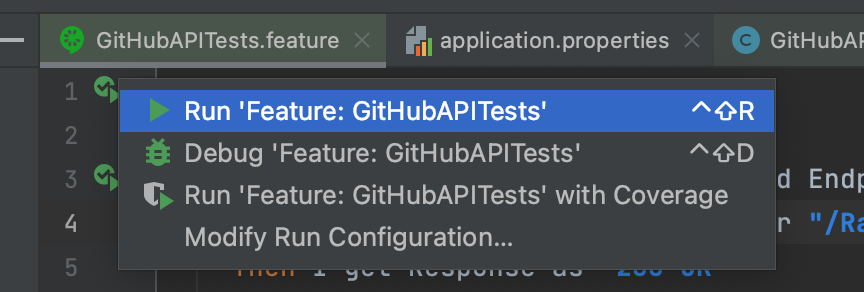 GitHubAPITests.feature
application.properties
C
GitHubAP
1
Run 'Feature: GitHubAPITests' ^⇧R
2
Debug 'Feature: GitHubAPITests' ^⇧D
3
d Endp
Run 'Feature: GitHubAPITests' with Coverage
4
r "/Ra
Modify Run Configuration...
5
Then I get Response as "200 OK"